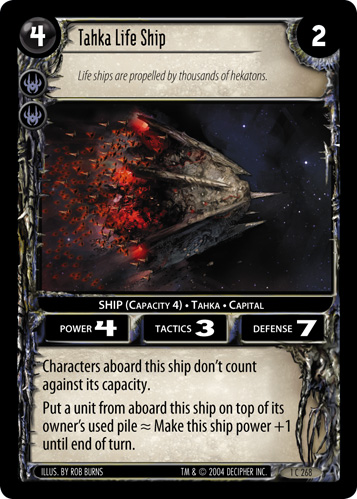 4 Tahka Life Ship 2
Life ships are propelled by thousands of hekatons.
SHIP (CAPACITY 4) • TAHKA • CAPITAL
POWER 4 TACTICS 3 DEFENSE 7
Characters aboard this ship don't count
against its capacity.
Put a unit from aboard this ship on top of its
owner's used pile ≈ Make this ship power +1
until end of turn.
ILLUS. BY ROB BURNS TM & © 2004 DECIPHER INC. 1 C 268